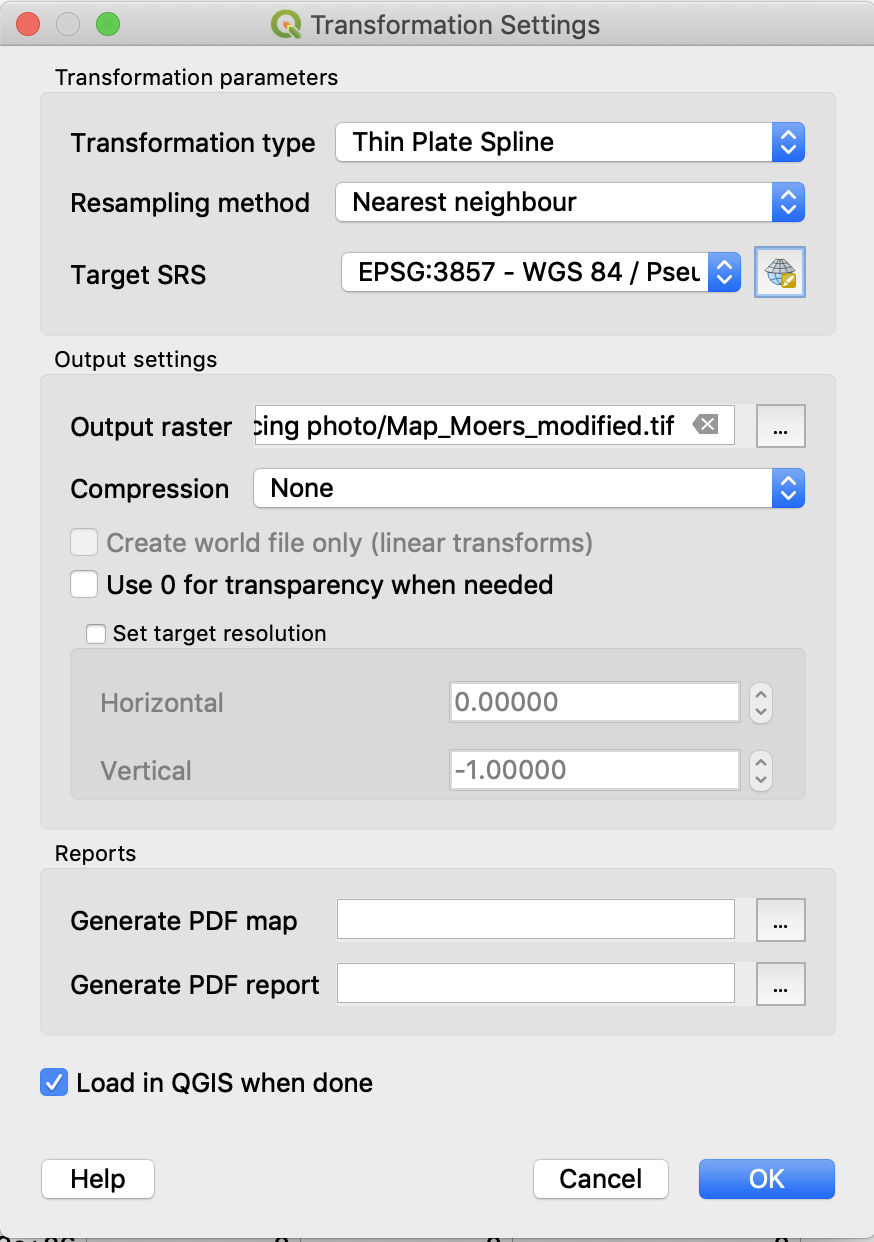 Transformation Settings
Transformation parameters
Transformation type Thin Plate Spline
Resampling method Nearest neighbour
Target SRS EPSG:3857 - WGS 84 / Pseu
Output settings
Output raster cing photo/Map_Moers_modified.tif ...
Compression None
Create world file only (linear transforms)
Use 0 for transparency when needed
Set target resolution
Horizontal 0.00000
Vertical -1.00000
Reports
Generate PDF map ...
Generate PDF report ...
Load in QGIS when done
Help Cancel OK